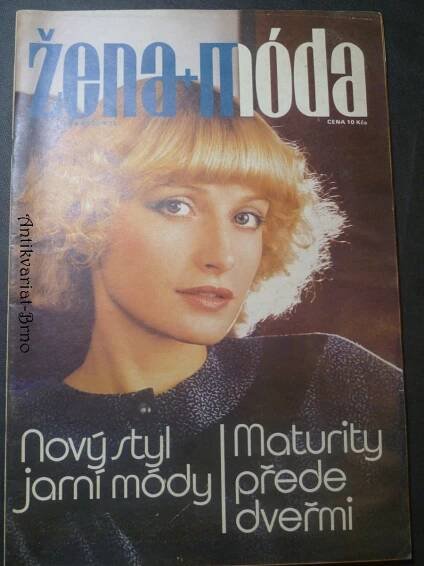 žena+móda
CENA 10 Kčs
Antikvariat-Brno
Nový styl
jarní módy
Maturity
přede
dveřmi